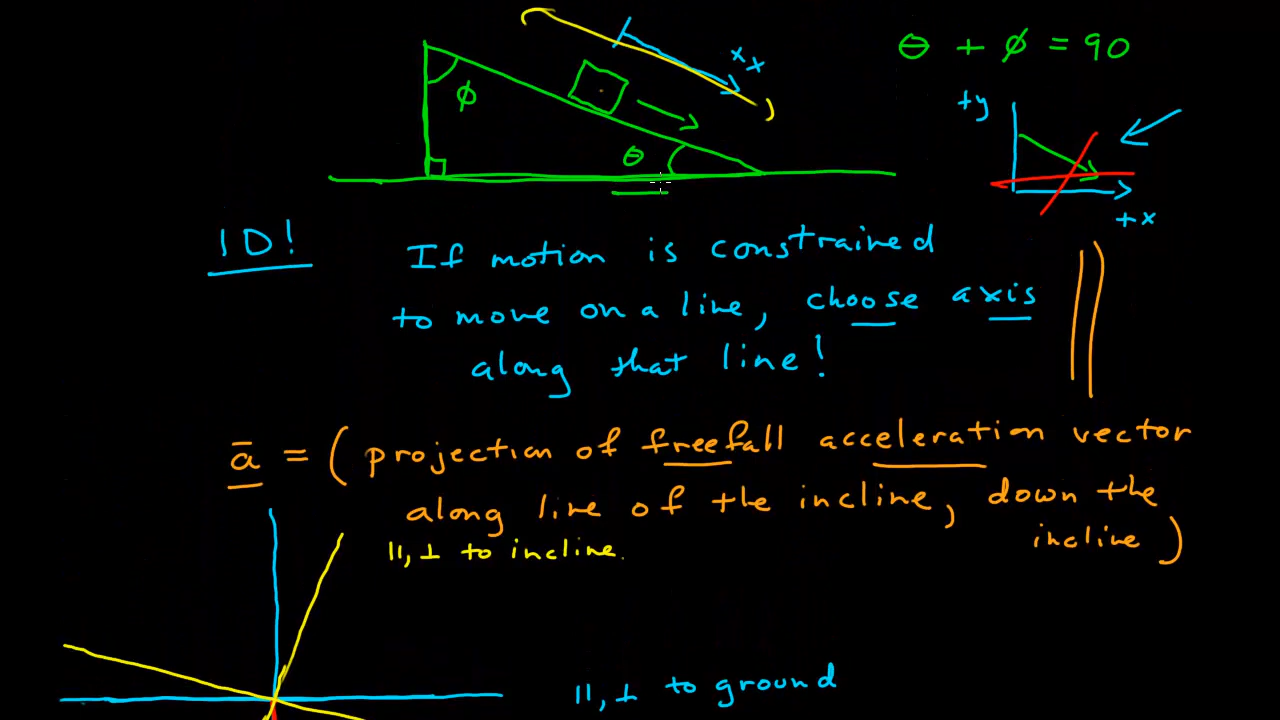 θ + ϕ = 90
x x
ϕ
θ
+y
+x
1D! If motion is constrained
to move on a line, choose axis
along that line!
a̅ = ( projection of freefall acceleration vector
along line of the incline, down the
incline )
||, ⊥ to incline.
||, ⊥ to ground